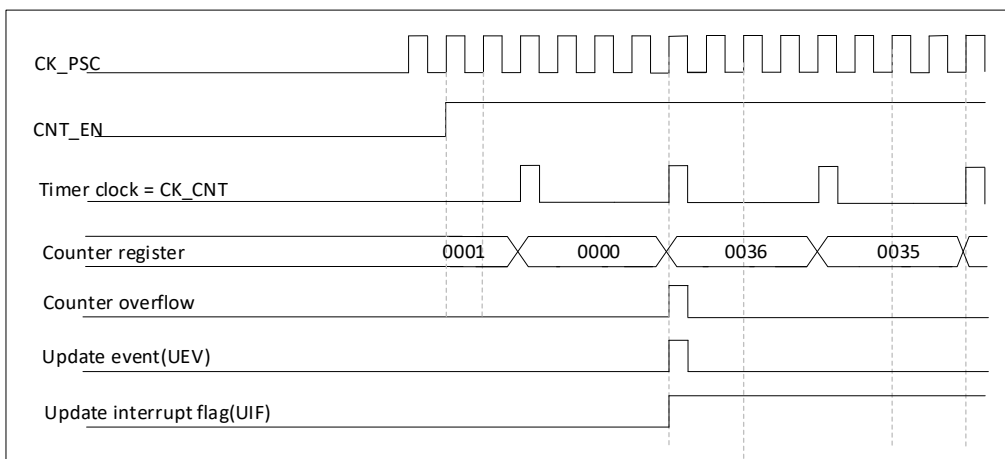 CK_PSC
CNT_EN
Timer clock = CK_CNT
Counter register 0001 0000 0036 0035
Counter overflow
Update event(UEV)
Update interrupt flag(UIF)